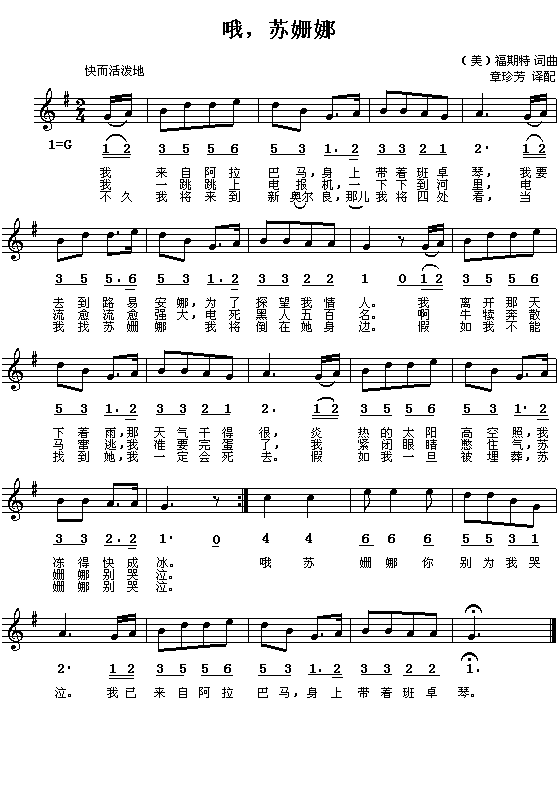 哦，苏姗娜
快而活泼地
（美）福期特 词曲
章珍芳 译配
2/4
1=G
1 2 3 5 5 6 5 3 1. 2 3 3 2 1 2· 1 2
我 来自阿拉 巴马,身上 带着班卓 琴,我要
我 一跳跳上 电报机,一下下到河 里,电
不久 我将来到 新奥尔良,那儿我将四处 看,当
3 5 5. 6 5 3 1. 2 3 3 2 2 1 0 1 2 3 5 5 6
去到路易 安娜,为了 探望我情 人。 我 离开那天
流愈流愈 强大,电死 黑人五百 名。 啊 牛犊奔散
我找苏姗 娜 我将 倒在她身 边。 假 如我不能
5 3 1. 2 3 3 2 1 2. 1 2 3 5 5 6 5 3 1. 2
下着雨,那 天气干得 很, 炎 热的太阳 高空照,我
马窜逃,我 准要完蛋 了, 我 紧闭眼睛 憋住气,苏
找到她,我 一定会死 去。 假 如我一旦 被埋葬,苏
3 3 2. 2 1· 0 4 4 6 6 6 5 5 3 1
冻得快成 冰。 哦 苏 姗娜你 别为我哭
姗娜别哭 泣。
姗娜别哭 泣。
2· 1 2 3 5 5 6 5 3 1. 2 3 3 2 2 1.
泣。 我已 来自阿拉 巴马,身上 带着班卓 琴。